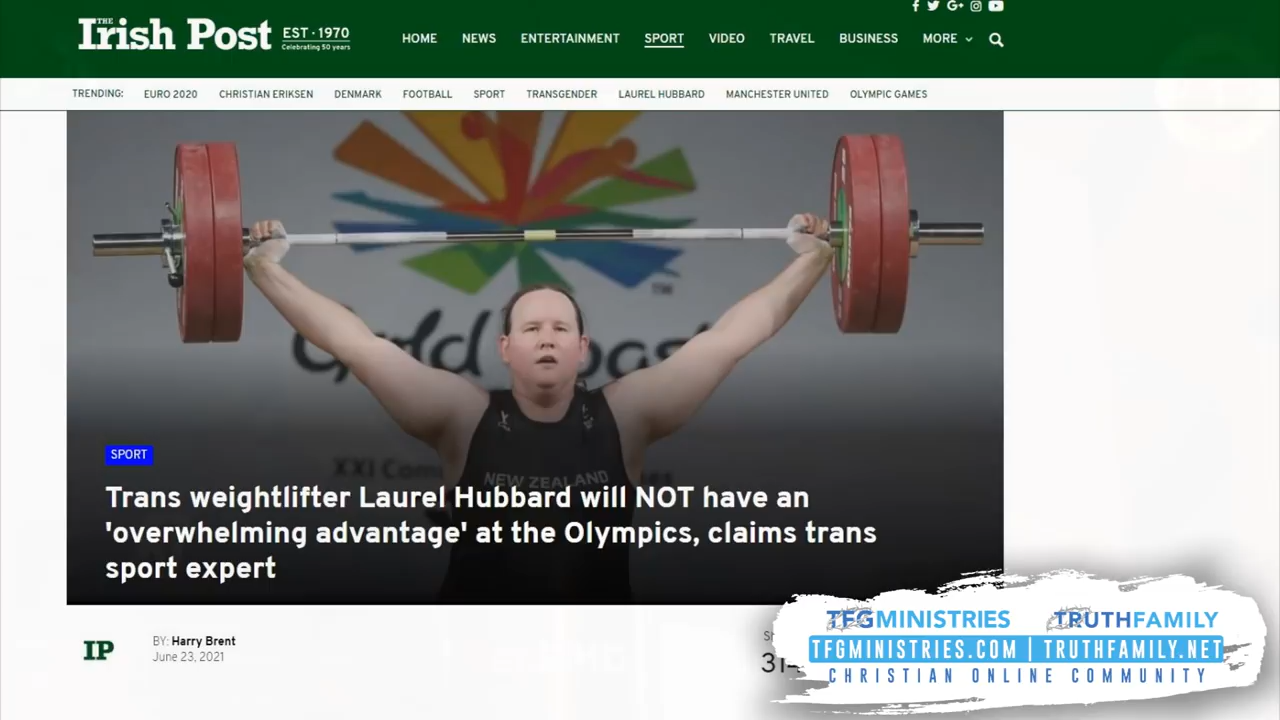 THE
Irish Post
EST · 1970
Celebrating 50 years
HOME NEWS ENTERTAINMENT SPORT VIDEO TRAVEL BUSINESS MORE
TRENDING: EURO 2020 CHRISTIAN ERIKSEN DENMARK FOOTBALL SPORT TRANSGENDER LAUREL HUBBARD MANCHESTER UNITED OLYMPIC GAMES
TM
Gold Coast
XXI Com
NEW ZEALAND
SPORT
Trans weightlifter Laurel Hubbard will NOT have an
'overwhelming advantage' at the Olympics, claims trans
sport expert
IP
BY: Harry Brent
June 23, 2021
TFGMINISTRIES TRUTHFAMILY
TFGMINISTRIES.COM | TRUTHFAMILY.NET
CHRISTIAN ONLINE COMMUNITY